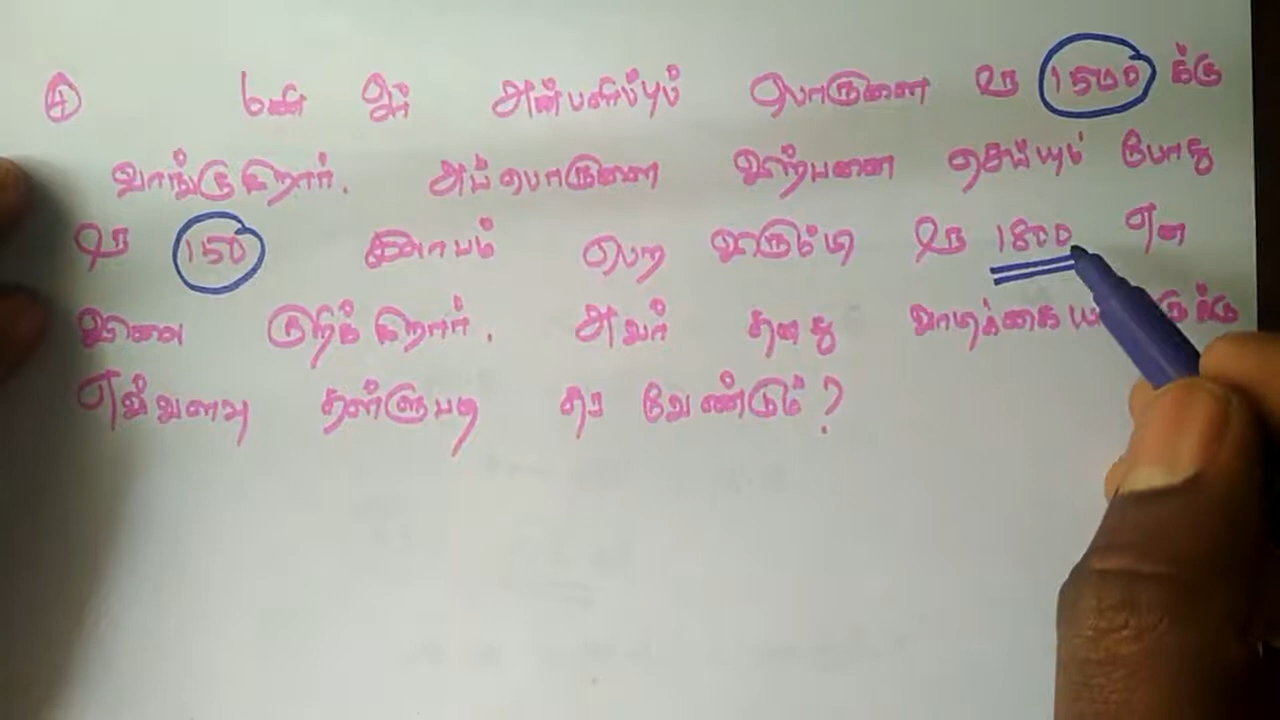 ④ மணி ஓர் அன்பளிப்புப் பொருளை ரூ 1500 க்கு
வாங்குகிறார். அப்பொருளை விற்பனை செய்யும் போது
ரூ 150 இலாபம் பெற விரும்பி ரூ 1800 என
விலை குறிக்கிறார். அவர் தனது
எவ்வளவு தள்ளுபடி தர வேண்டும்?